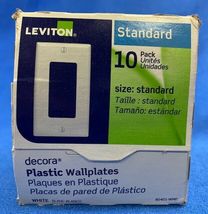 LEVITON®
Standard
10 Pack
Unités
Unidades
size: standard
Taille : standard
Tamaño: estándar
decora®
Plastic Wallplates
Plaques en Plastique
Placas de pared de Plástico
WHITE